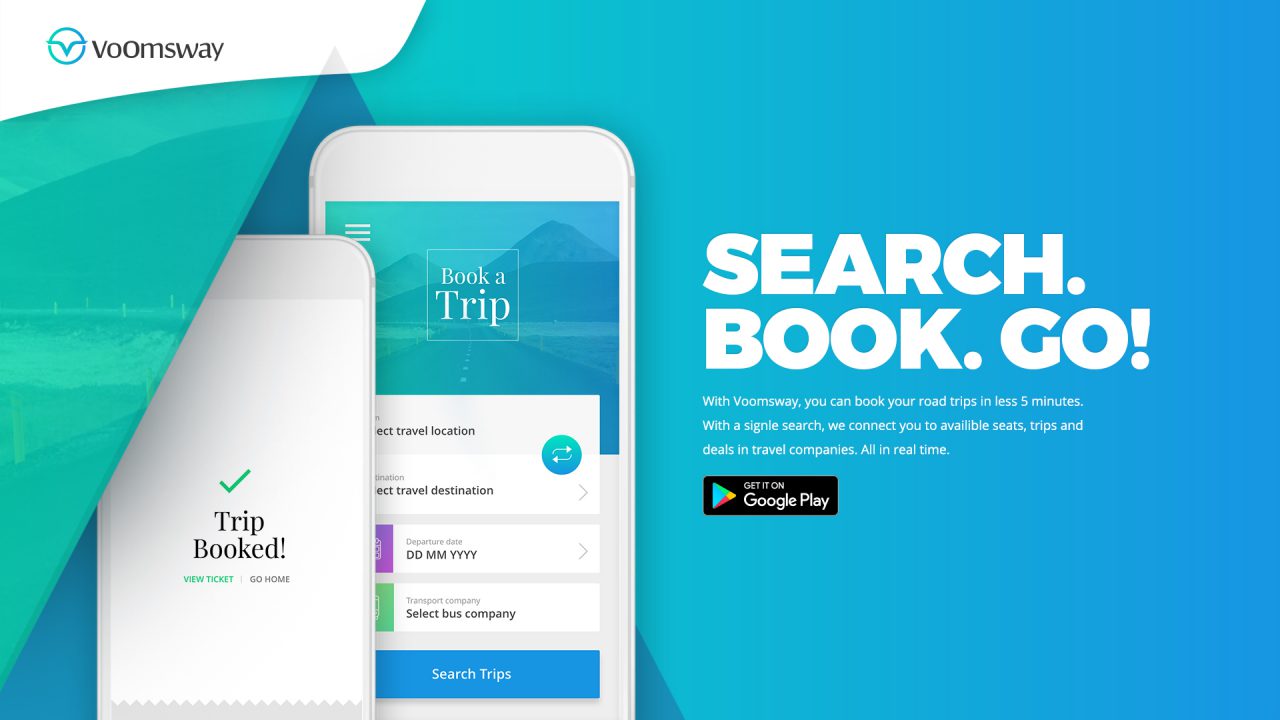 VoOmsway
Book a
Trip
ect travel location
tination
ect travel destination
Departure date
DD MM YYYY
Transport company
Select bus company
Search Trips
Trip
Booked!
VIEW TICKET | GO HOME
SEARCH.
BOOK. GO!
With Voomsway, you can book your road trips in less 5 minutes.
With a signle search, we connect you to availible seats, trips and
deals in travel companies. All in real time.
GET IT ON
Google Play